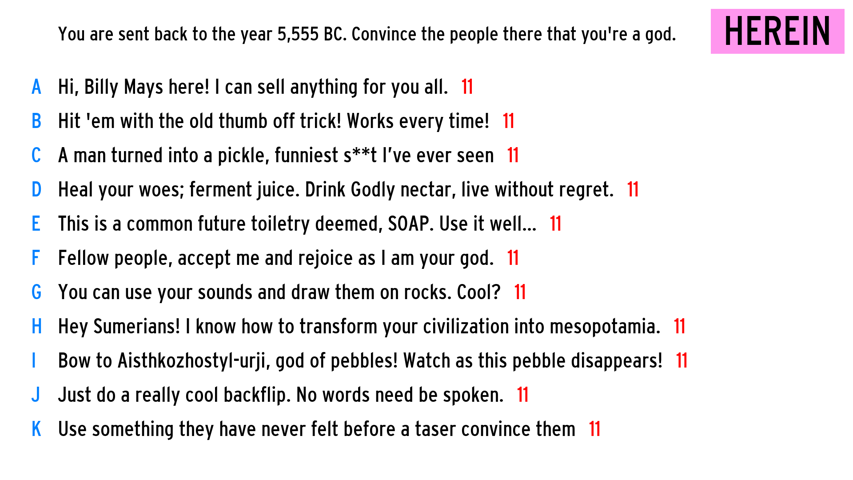 You are sent back to the year 5,555 BC. Convince the people there that you're a god.
HEREIN
A Hi, Billy Mays here! I can sell anything for you all. 11
B Hit 'em with the old thumb off trick! Works every time! 11
C A man turned into a pickle, funniest s**t I've ever seen 11
D Heal your woes; ferment juice. Drink Godly nectar, live without regret. 11
E This is a common future toiletry deemed, SOAP. Use it well... 11
F Fellow people, accept me and rejoice as I am your god. 11
G You can use your sounds and draw them on rocks. Cool? 11
H Hey Sumerians! I know how to transform your civilization into mesopotamia. 11
I Bow to Aisthkozhostyl-urji, god of pebbles! Watch as this pebble disappears! 11
J Just do a really cool backflip. No words need be spoken. 11
K Use something they have never felt before a taser convince them 11